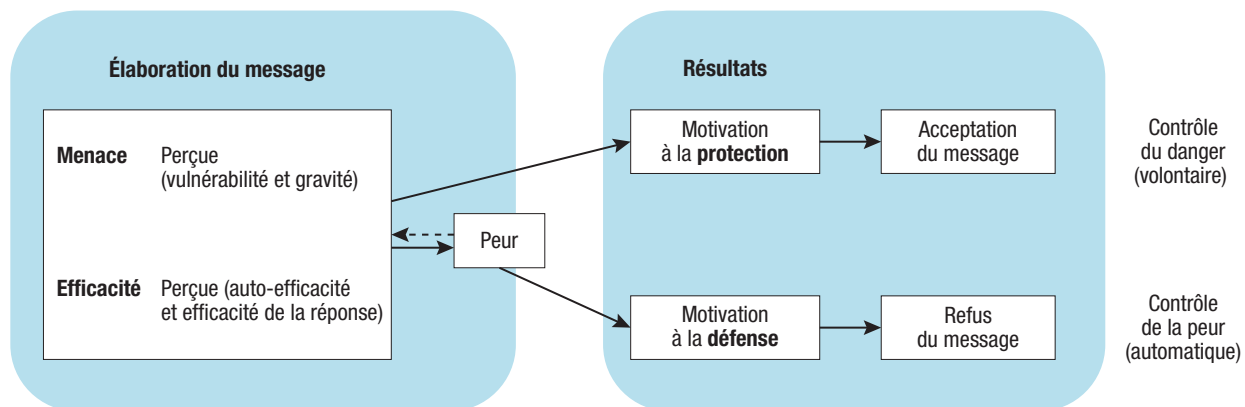 Élaboration du message
Menace Perçue
(vulnérabilité et gravité)
Efficacité Perçue (auto-efficacité
et efficacité de la réponse)
Peur
Résultats
Motivation
à la protection
Acceptation
du message
Contrôle
du danger
(volontaire)
Motivation
à la défense
Refus
du message
Contrôle
de la peur
(automatique)